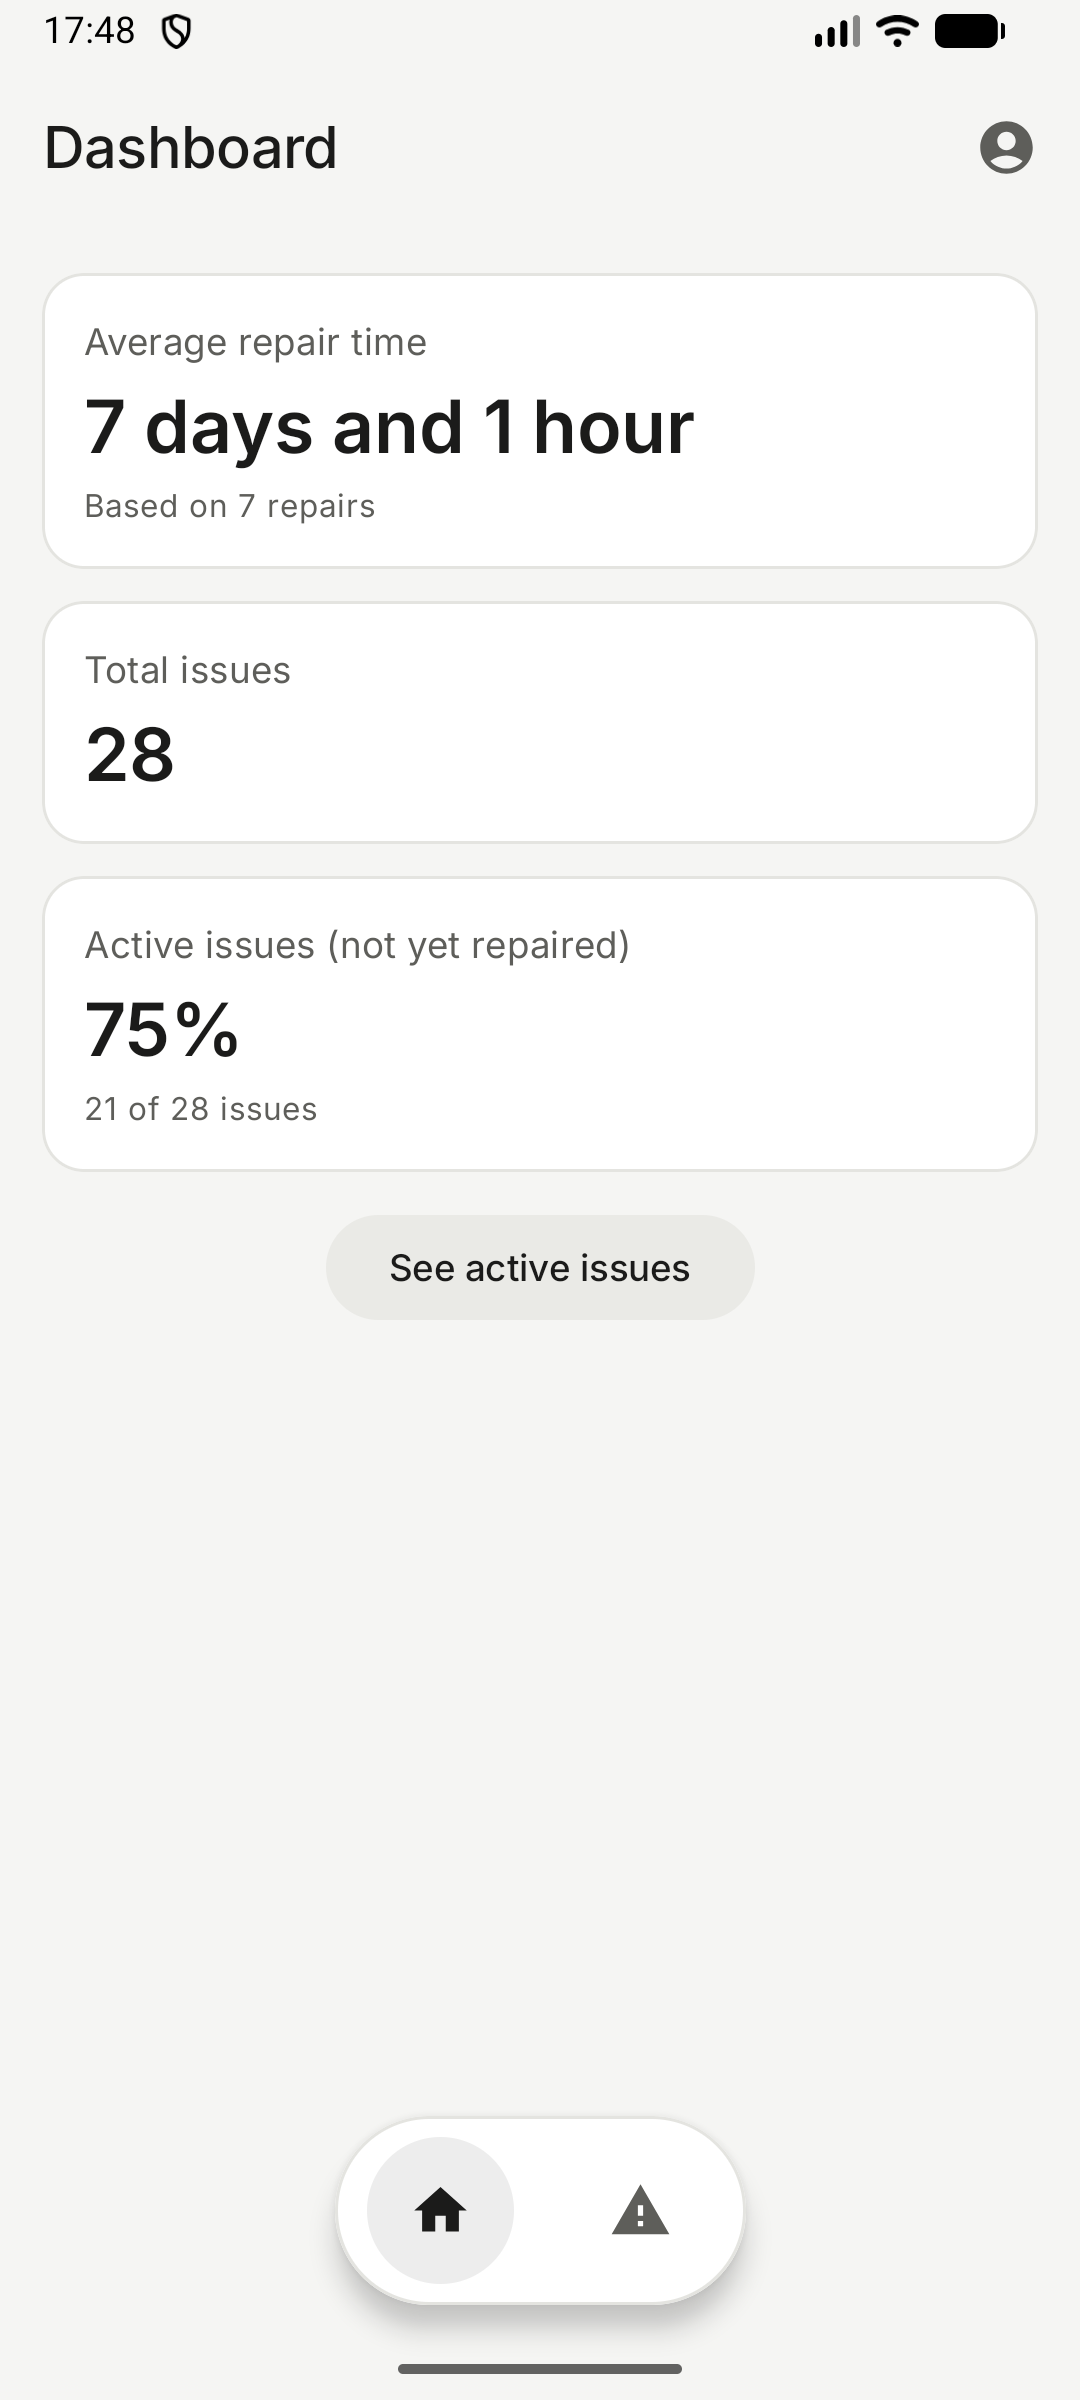 17:48
Dashboard
Average repair time
7 days and 1 hour
Based on 7 repairs
Total issues
28
Active issues (not yet repaired)
75%
21 of 28 issues
See active issues